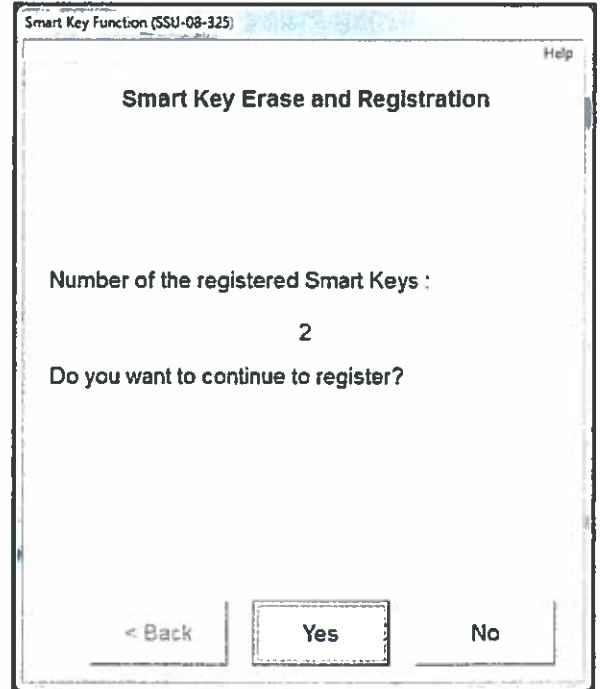 Smart Key Function (SSU-08-325)
Help
Smart Key Erase and Registration
Number of the registered Smart Keys :
2
Do you want to continue to register?
< Back
Yes
No